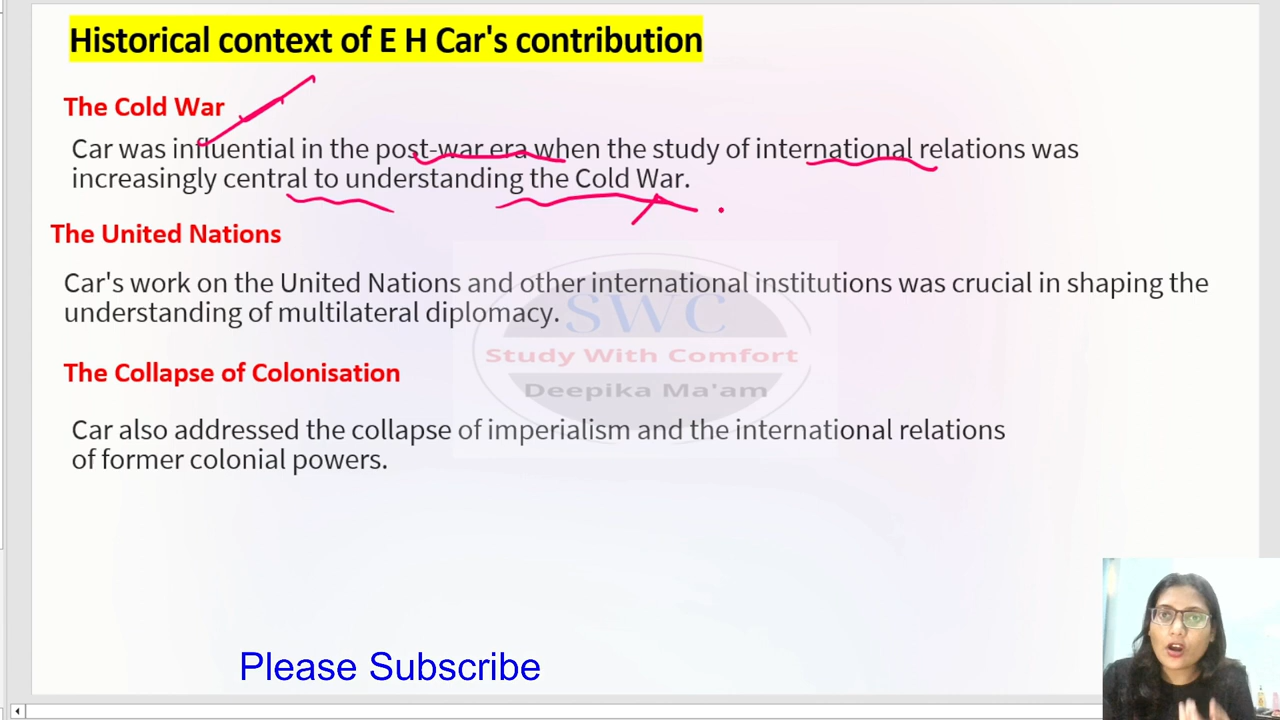 Historical context of E H Car's contribution
The Cold War
Car was influential in the post-war era when the study of international relations was
increasingly central to understanding the Cold War.
The United Nations
Car's work on the United Nations and other international institutions was crucial in shaping the
understanding of multilateral diplomacy.
SWC
Study With Comfort
The Collapse of Colonisation
Deepika Ma'am
Car also addressed the collapse of imperialism and the international relations
of former colonial powers.
Please Subscribe